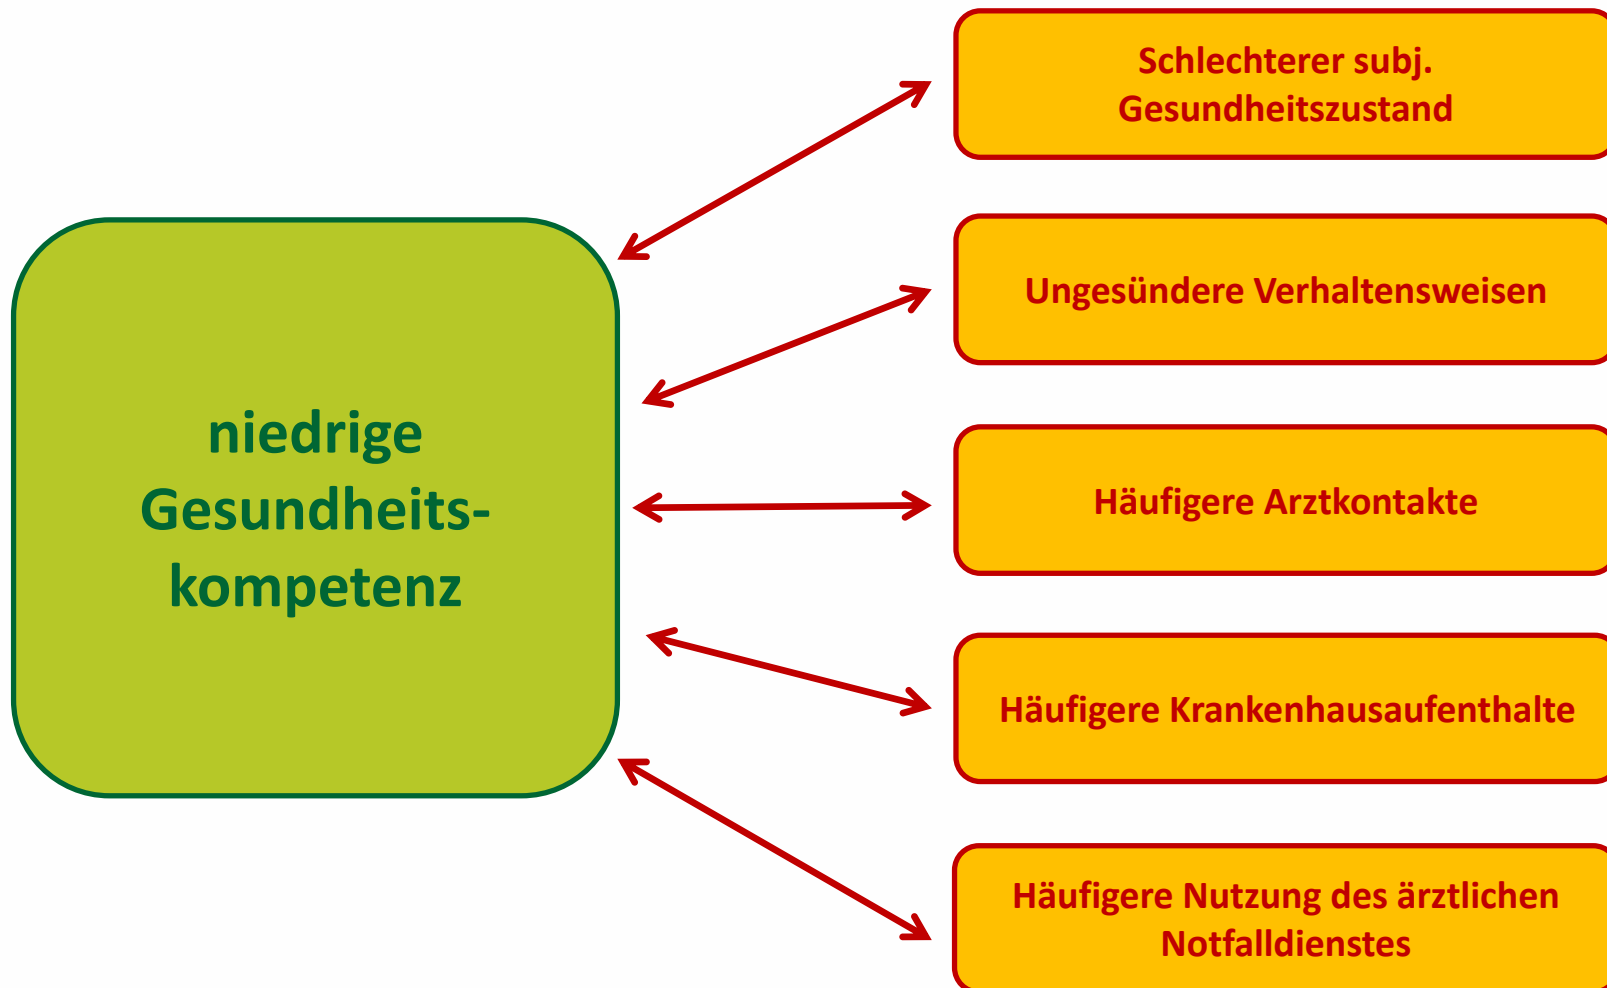 Schlechterer subj.
Gesundheitszustand
Ungesündere Verhaltensweisen
niedrige
Gesundheits-
kompetenz
Häufigere Arztkontakte
Häufigere Krankenhausaufenthalte
Häufigere Nutzung des ärztlichen
Notfalldienstes